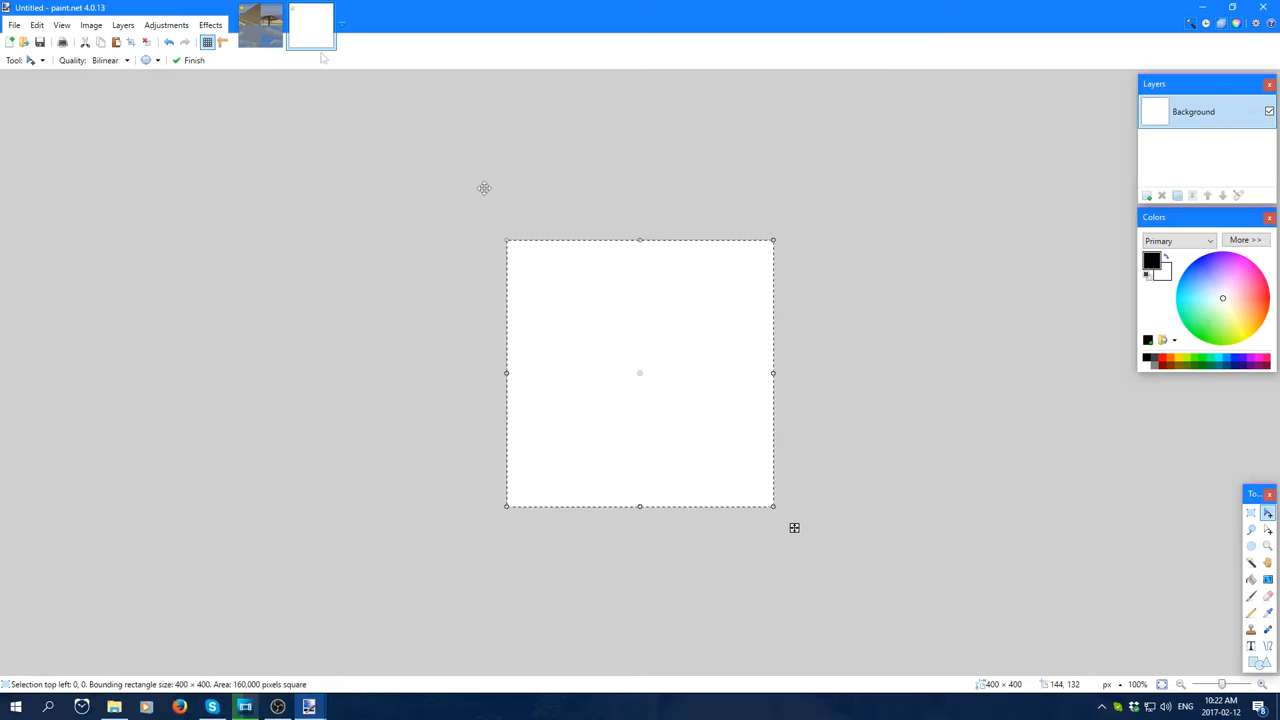 Untitled - paint.net 4.0.13
File Edit View Image Layers Adjustments Effects
Tool: Quality: Bilinear Finish
Layers
Background
Colors
Primary More >>
To...
Selection top left: 0, 0. Bounding rectangle size: 400 × 400. Area: 160,000 pixels square
400 × 400 144, 132 px 100%
ENG 10:22 AM
2017-02-12
8